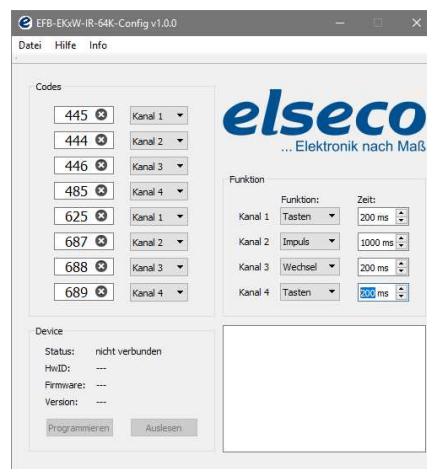 EFB-EKxW-IR-64K-Config v1.0.0
Datei Hilfe Info
Codes
445 Kanal 1
444 Kanal 2
446 Kanal 3
485 Kanal 4
625 Kanal 1
687 Kanal 2
688 Kanal 3
689 Kanal 4
elseco
... Elektronik nach Maß
Funktion
Funktion: Zeit:
Kanal 1 Tasten 200 ms
Kanal 2 Impuls 1000 ms
Kanal 3 Wechsel 200 ms
Kanal 4 Tasten 200 ms
Device
Status: nicht verbunden
HwID: ---
Firmware: ---
Version: ---
Programmieren Auslesen